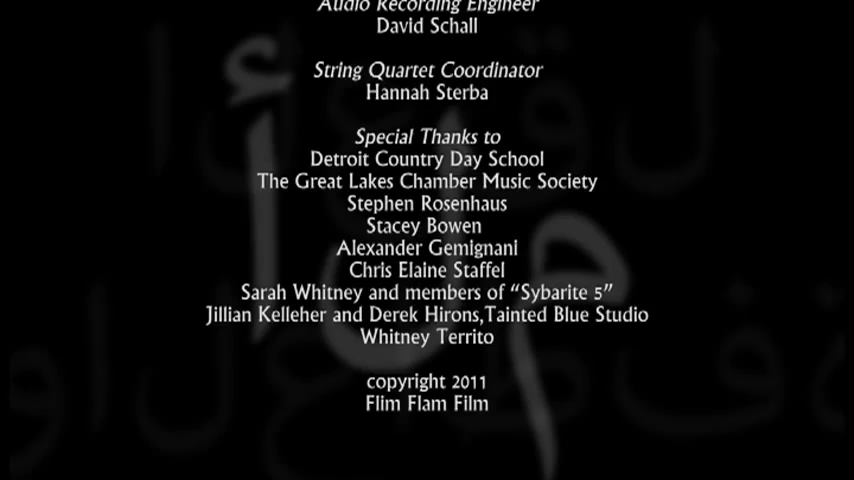 Audio Recording Engineer
David Schall
String Quartet Coordinator
Hannah Sterba
Special Thanks to
Detroit Country Day School
The Great Lakes Chamber Music Society
Stephen Rosenhaus
Stacey Bowen
Alexander Gemignani
Chris Elaine Staffel
Sarah Whitney and members of “Sybarite 5”
Jillian Kelleher and Derek Hirons,Tainted Blue Studio
Whitney Territo
copyright 2011
Flim Flam Film